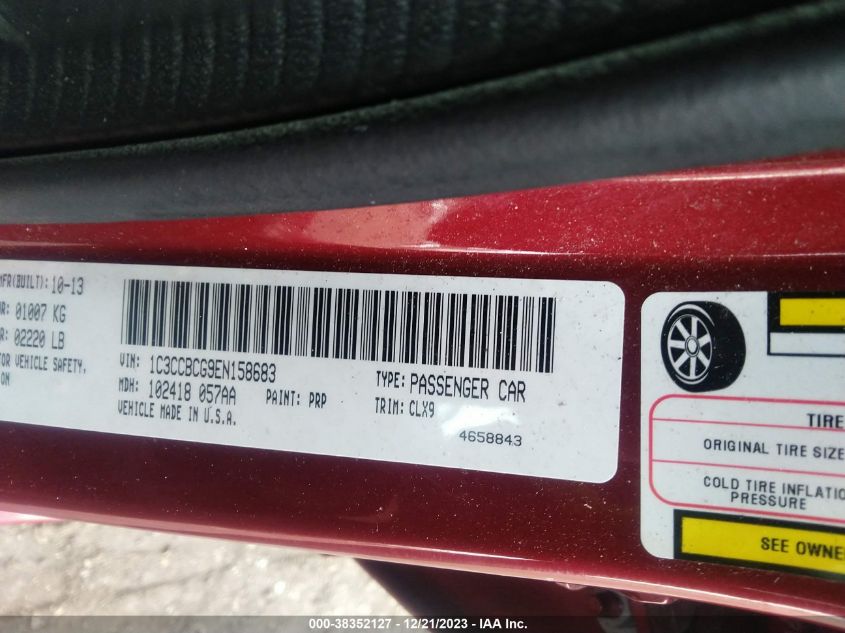 MFR(BUILT): 10-13
01007 KG
02220 LB
VEHICLE SAFETY,
ON
VIN: 1C3CCBCG9EN158683
MDH: 102418 057AA
PAINT: PRP
VEHICLE MADE IN U.S.A.
TYPE: PASSENGER CAR
TRIM: CLX9
4658843
TIRE
ORIGINAL TIRE SIZE
COLD TIRE INFLATIO
PRESSURE
SEE OWNE
000-38352127 - 12/21/2023 - IAA Inc.